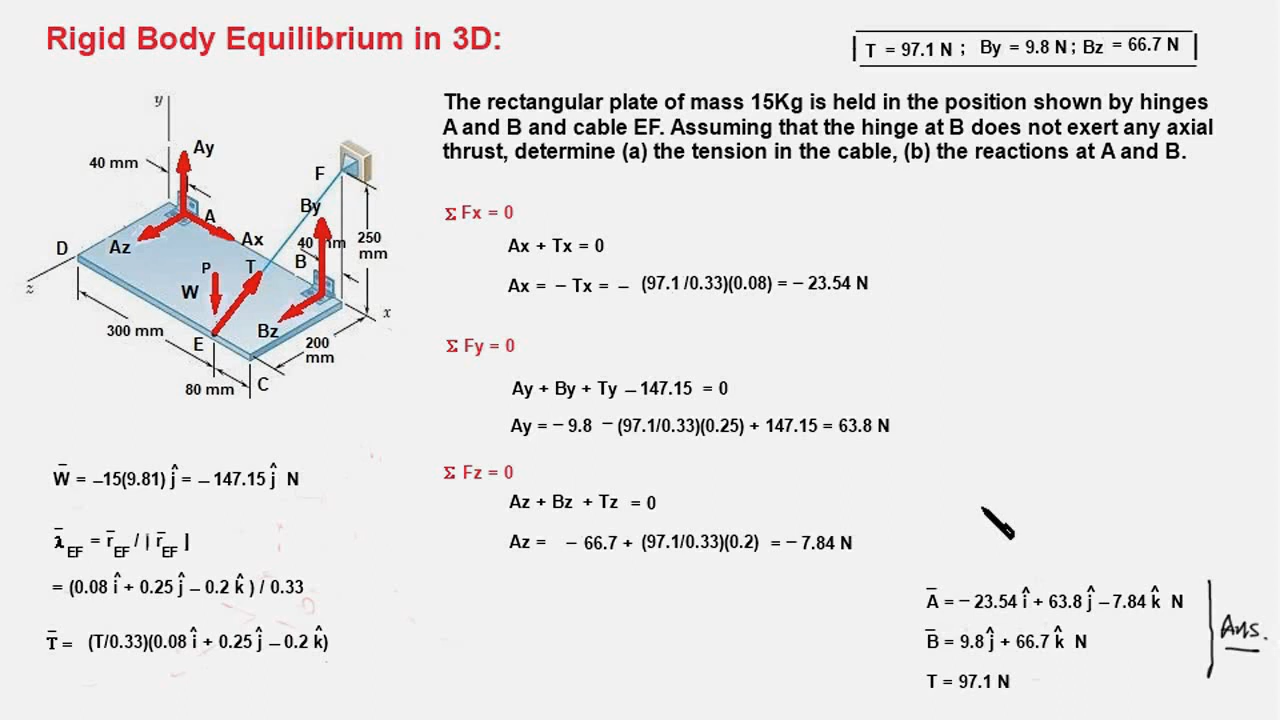 Rigid Body Equilibrium in 3D:
T = 97.1 N ; By = 9.8 N ; Bz = 66.7 N
The rectangular plate of mass 15Kg is held in the position shown by hinges
A and B and cable EF. Assuming that the hinge at B does not exert any axial
thrust, determine (a) the tension in the cable, (b) the reactions at A and B.
y
Ay
40 mm
F
A
By
D
Az
Ax
40 mm
250
mm
P
T
B
W
z
x
Bz
300 mm
E
200
mm
80 mm
C
Σ Fx = 0
Ax + Tx = 0
Ax = − Tx = − (97.1/0.33)(0.08) = − 23.54 N
Σ Fy = 0
Ay + By + Ty − 147.15 = 0
Ay = − 9.8 − (97.1/0.33)(0.25) + 147.15 = 63.8 N
Σ Fz = 0
Az + Bz + Tz = 0
Az = − 66.7 + (97.1/0.33)(0.2) = − 7.84 N
W̄ = −15(9.81) ĵ = − 147.15 ĵ N
λ̄ EF = r̄ EF / | r̄ EF |
= (0.08 î + 0.25 ĵ − 0.2 k̂ ) / 0.33
T̄ = (T/0.33)(0.08 î + 0.25 ĵ − 0.2 k̂)
Ā = − 23.54 î + 63.8 ĵ − 7.84 k̂ N
B̄ = 9.8 ĵ + 66.7 k̂ N
Ans.
T = 97.1 N